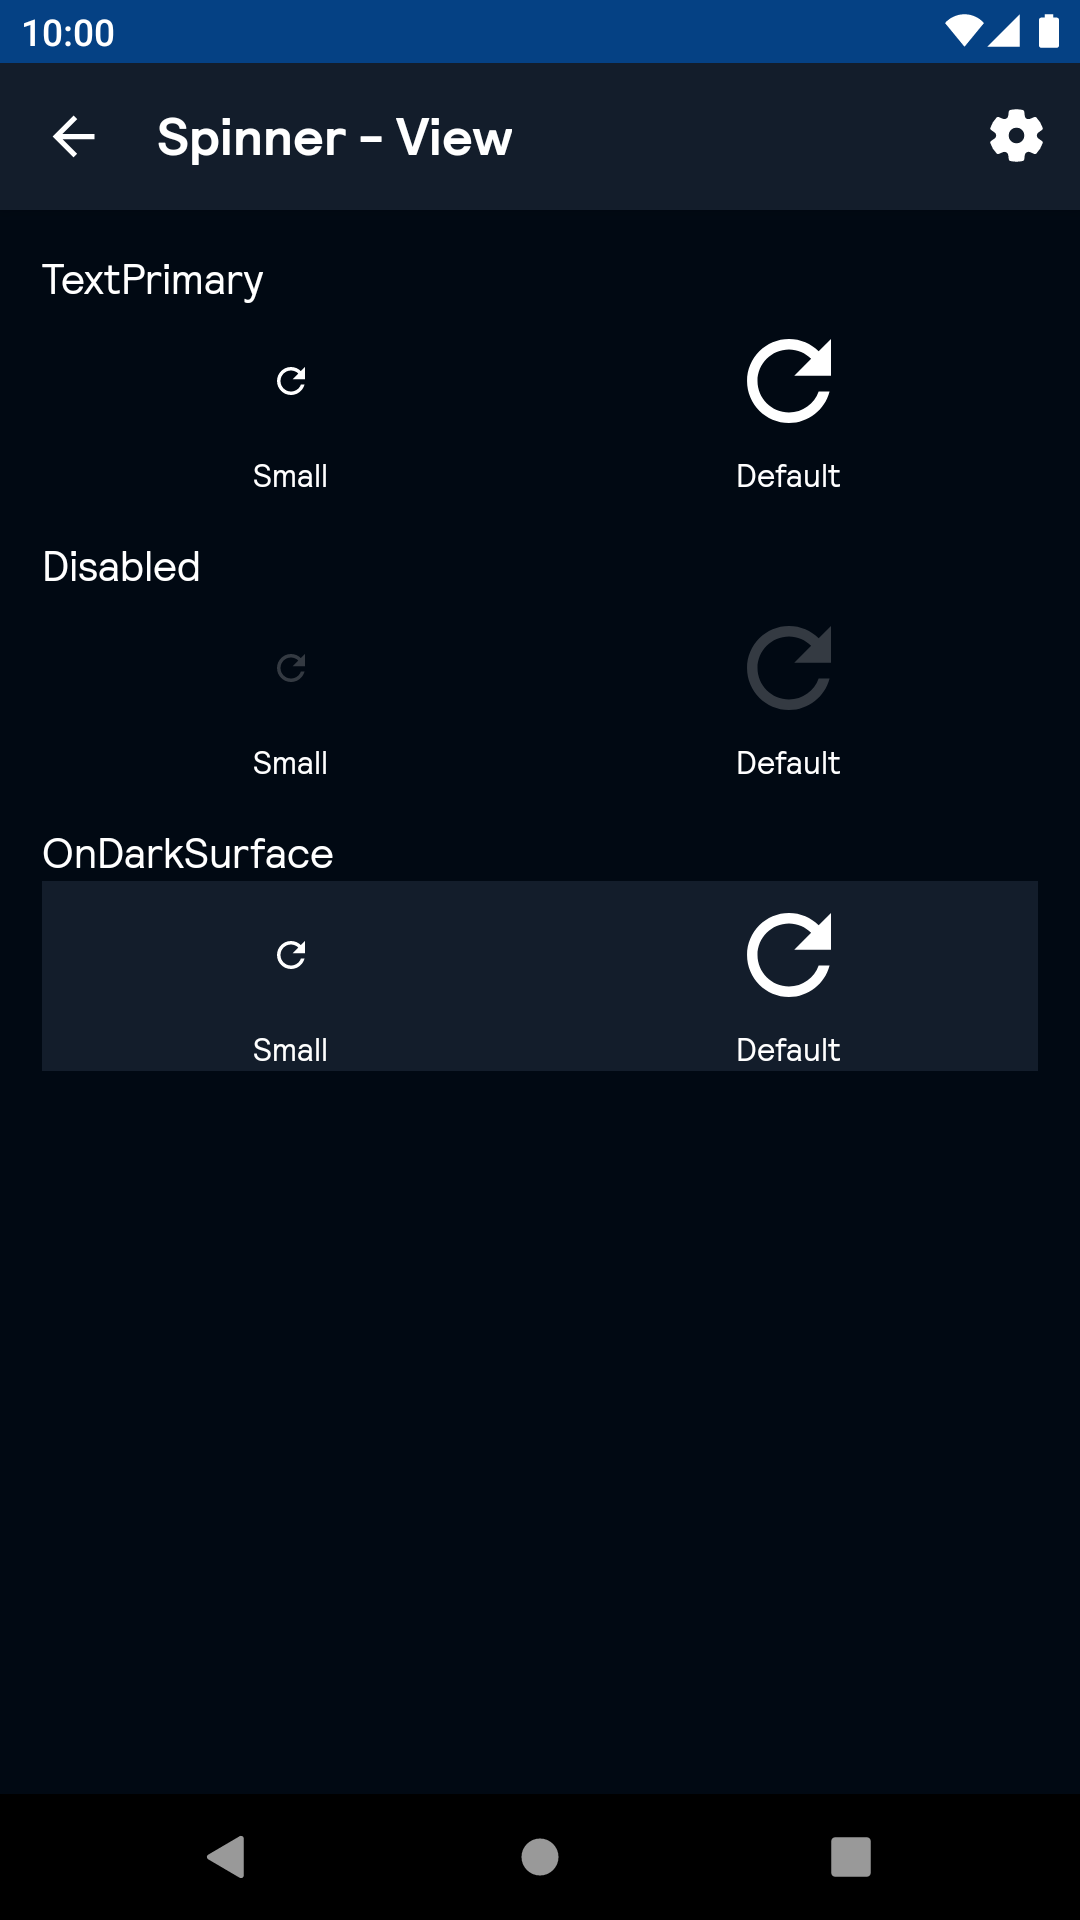 10:00
Spinner - View
TextPrimary
Small Default
Disabled
Small Default
OnDarkSurface
Small Default